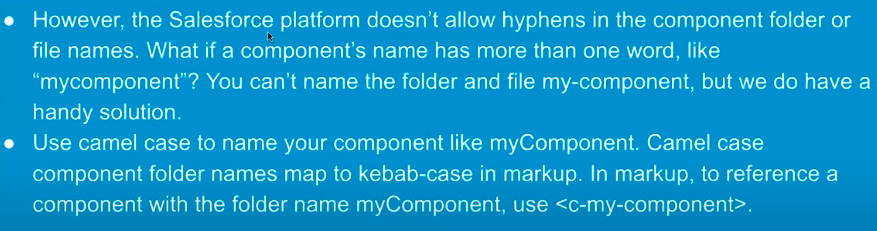 ● However, the Salesforce platform doesn't allow hyphens in the component folder or
file names. What if a component's name has more than one word, like
“mycomponent”? You can't name the folder and file my-component, but we do have a
handy solution.
● Use camel case to name your component like myComponent. Camel case
component folder names map to kebab-case in markup. In markup, to reference a
component with the folder name myComponent, use <c-my-component>.